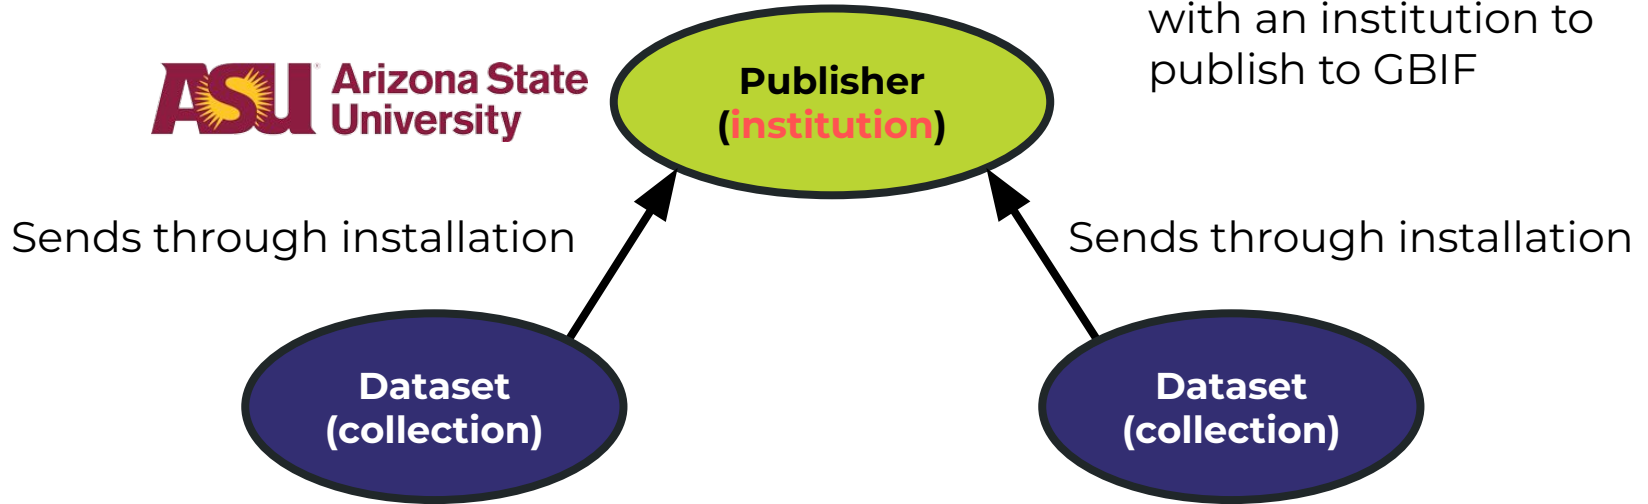 with an institution to
publish to GBIF
ASU Arizona State
University
Publisher
(institution)
Sends through installation
Sends through installation
Dataset
(collection)
Dataset
(collection)